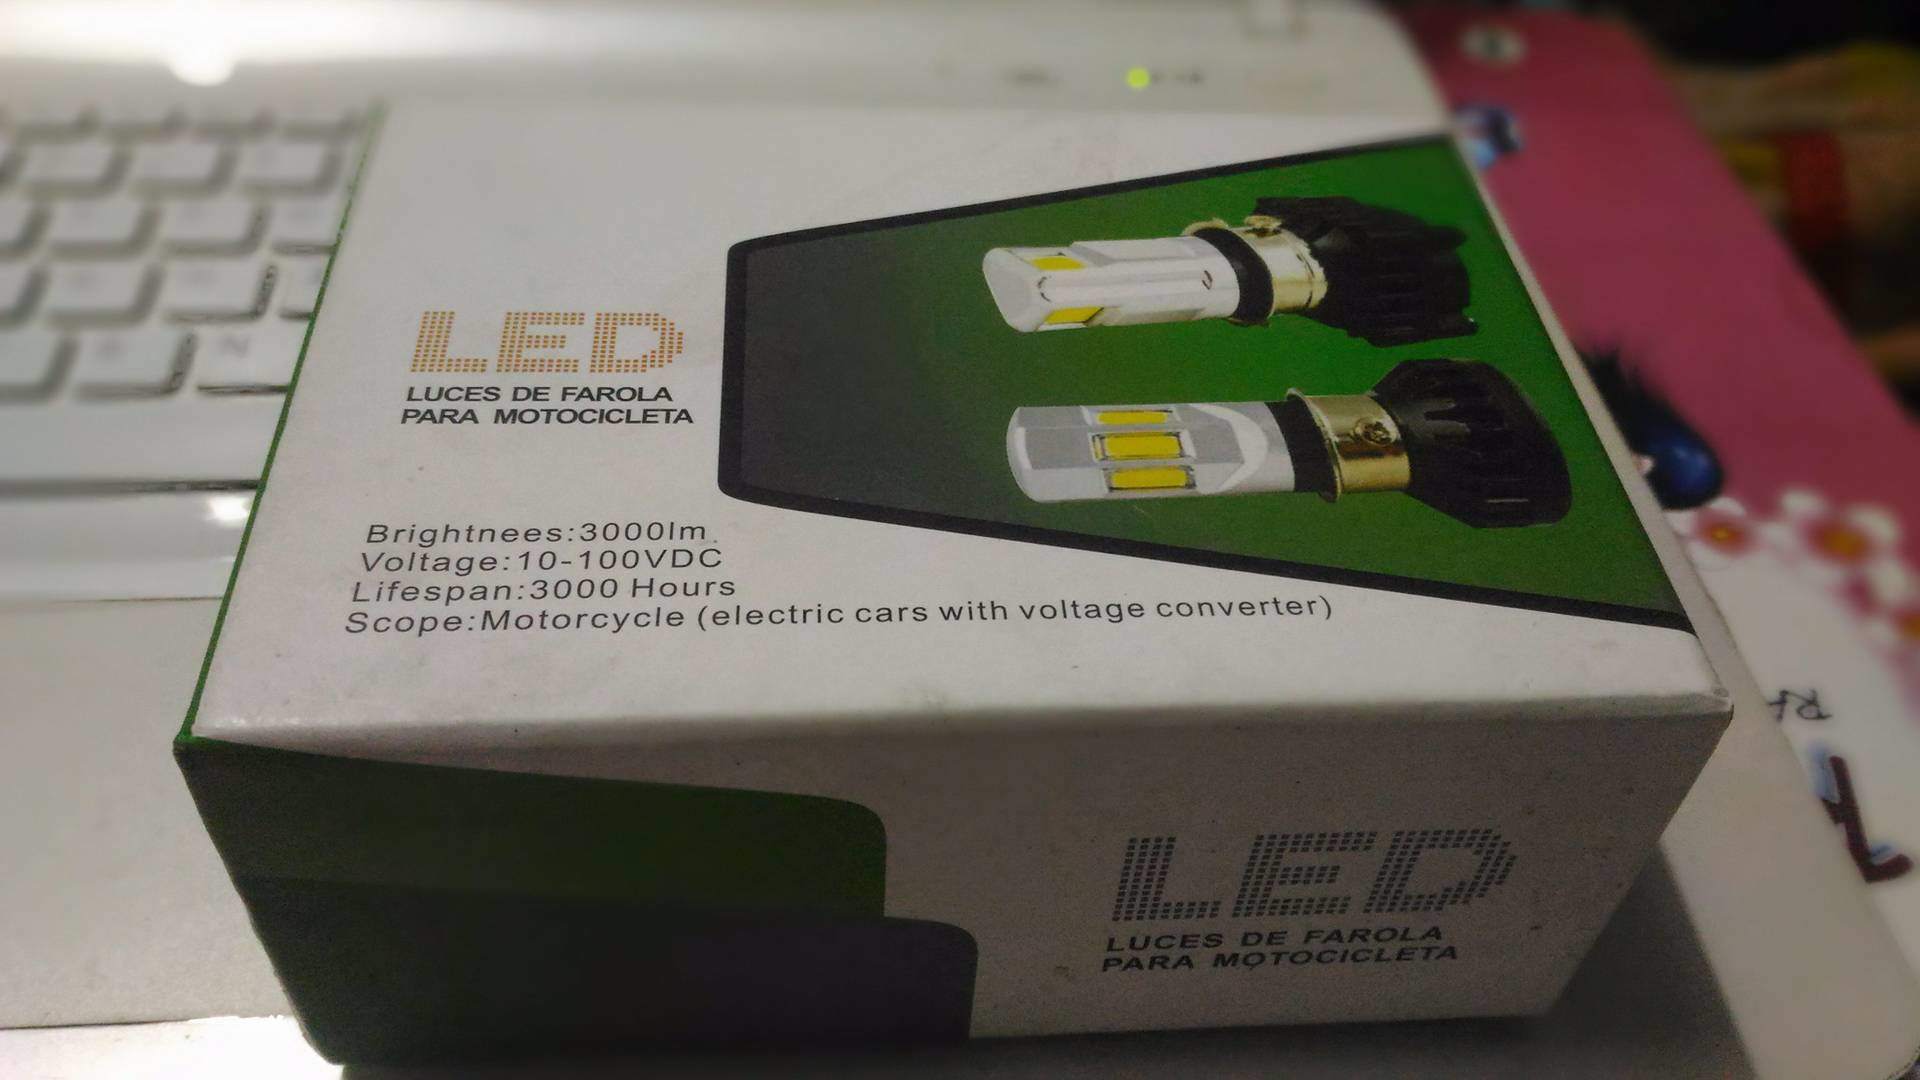 LED
LUCES DE FAROLA
PARA MOTOCICLETA
Brightnees:3000lm
Voltage:10-100VDC
Lifespan:3000 Hours
Scope:Motorcycle (electric cars with voltage converter)
LED
LUCES DE FAROLA
PARA MOTOCICLETA